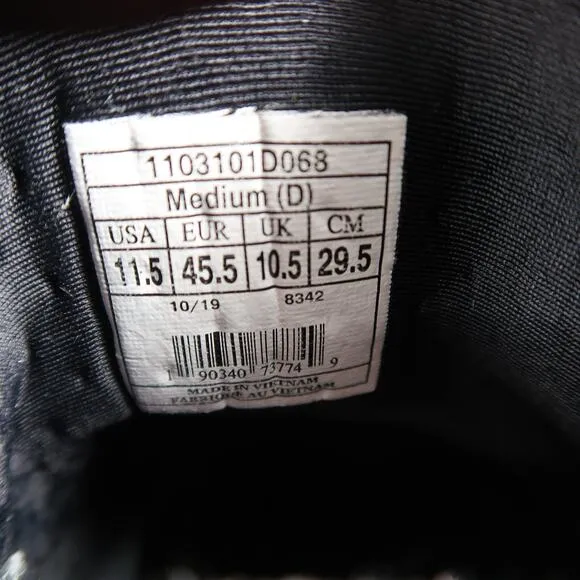 1103101D068
Medium (D)
USA EUR UK CM
11.5 45.5 10.5 29.5
10/19 8342
1 90340 73774 9
MADE IN VIETNAM
FABRIQUÉ AU VIETNAM